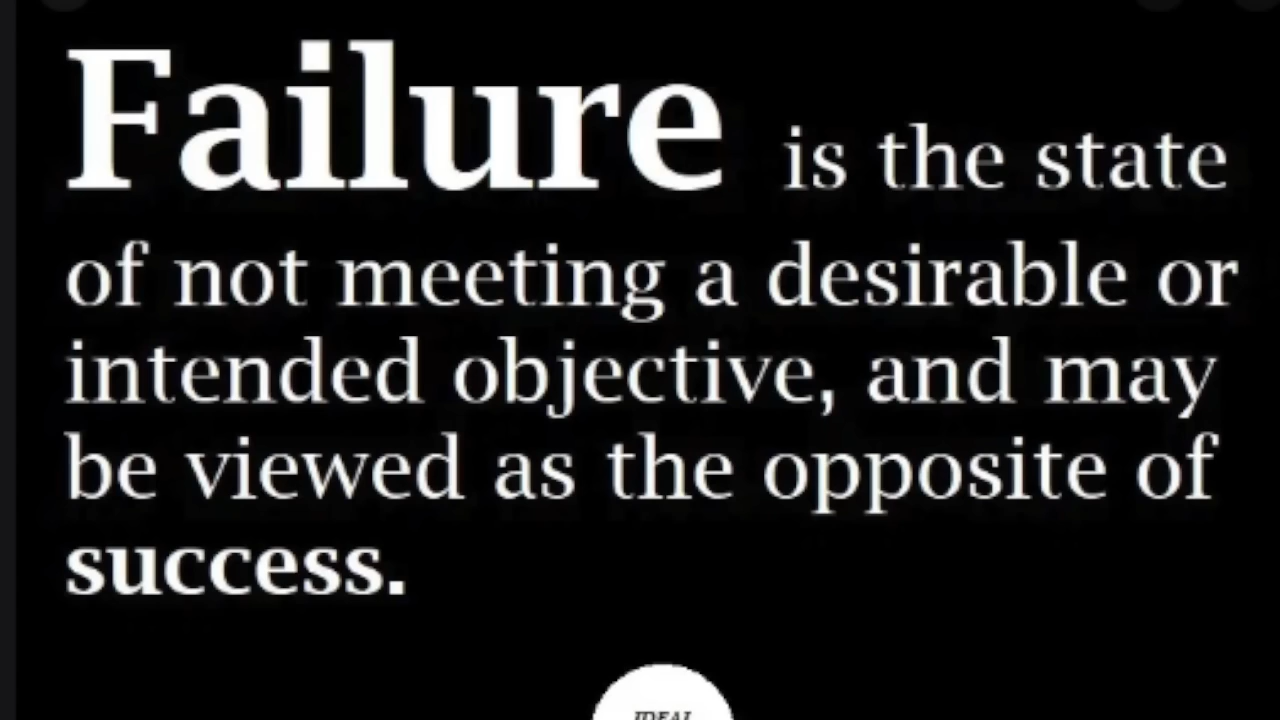 Failure is the state
of not meeting a desirable or
intended objective, and may
be viewed as the opposite of
success.
IDEAL